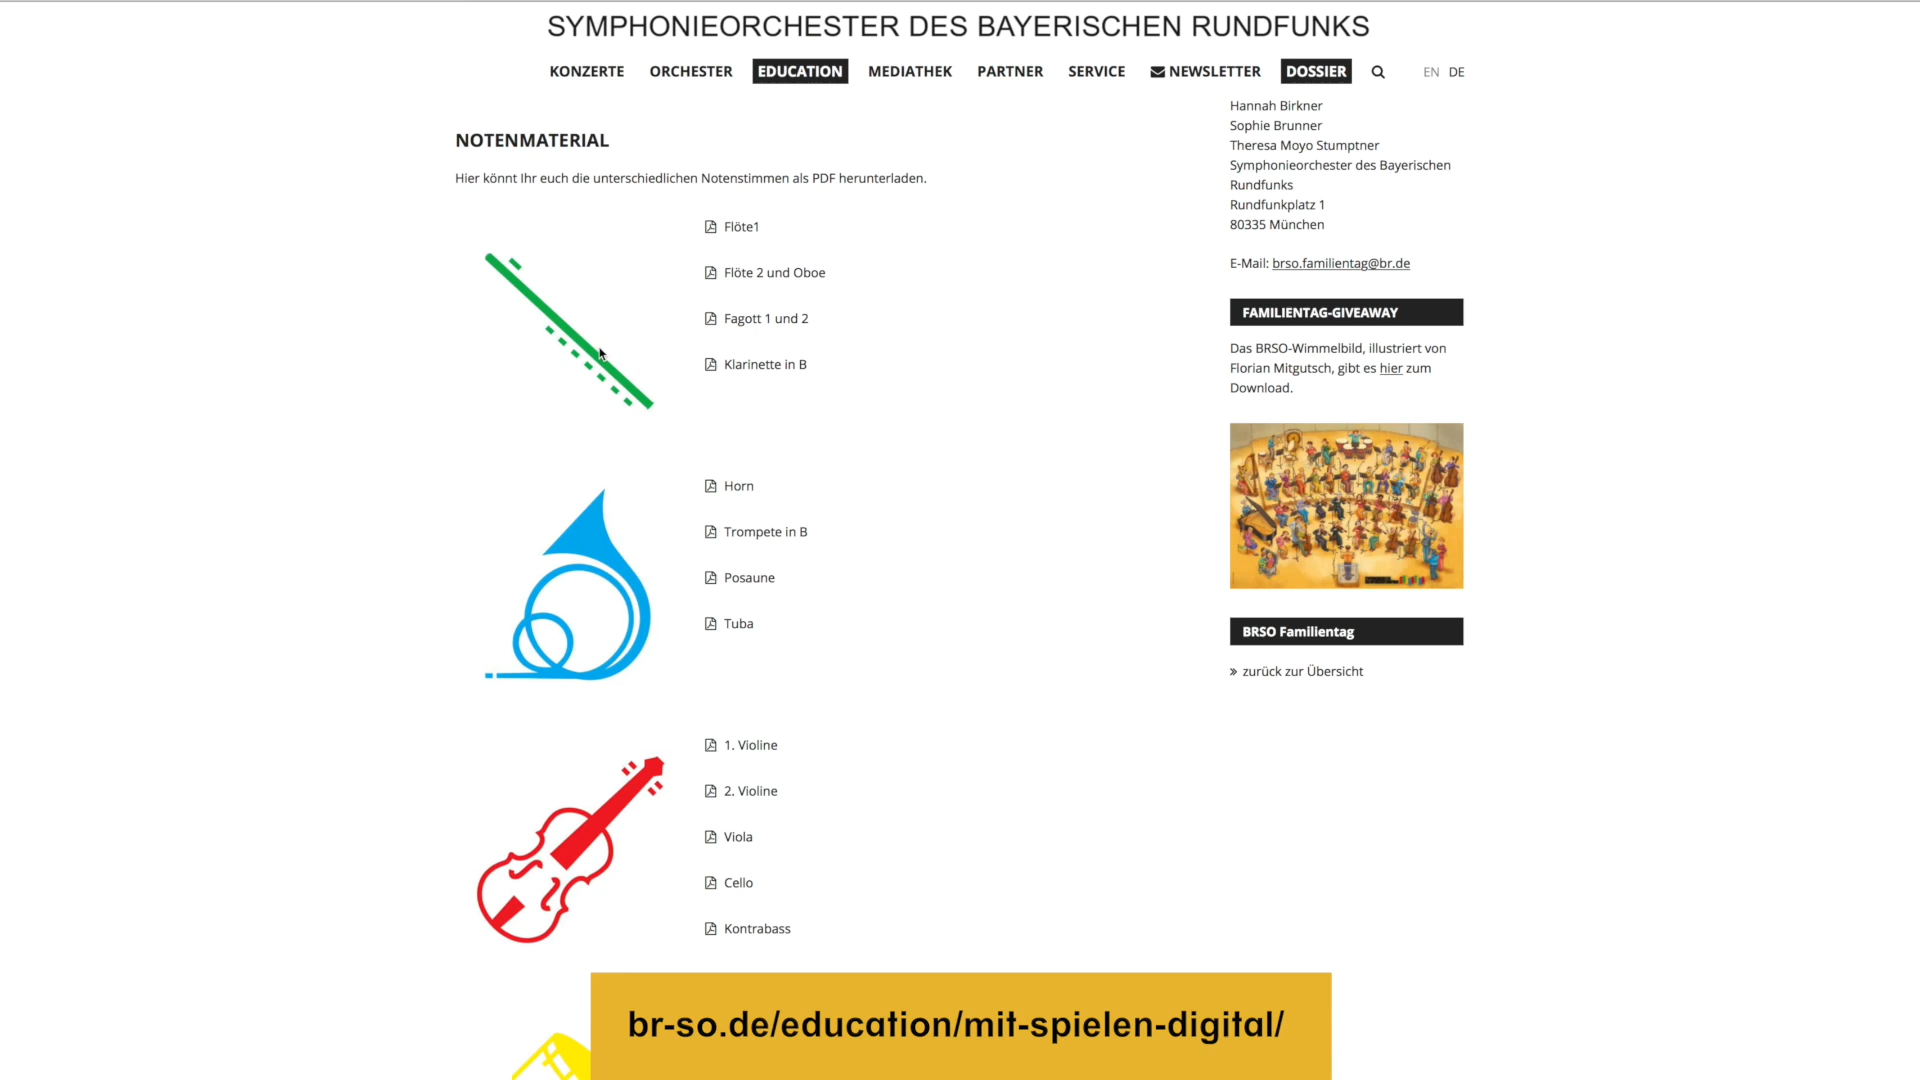 SYMPHONIEORCHESTER DES BAYERISCHEN RUNDFUNKS
KONZERTE ORCHESTER EDUCATION MEDIATHEK PARTNER SERVICE NEWSLETTER DOSSIER EN DE
NOTENMATERIAL
Hier könnt Ihr euch die unterschiedlichen Notenstimmen als PDF herunterladen.
Flöte1
Flöte 2 und Oboe
Fagott 1 und 2
Klarinette in B
Horn
Trompete in B
Posaune
Tuba
1. Violine
2. Violine
Viola
Cello
Kontrabass
Hannah Birkner
Sophie Brunner
Theresa Moyo Stumptner
Symphonieorchester des Bayerischen
Rundfunks
Rundfunkplatz 1
80335 München
E-Mail: brso.familientag@br.de
FAMILIENTAG-GIVEAWAY
Das BRSO-Wimmelbild, illustriert von
Florian Mitgutsch, gibt es hier zum
Download.
BRSO Familientag
» zurück zur Übersicht
br-so.de/education/mit-spielen-digital/